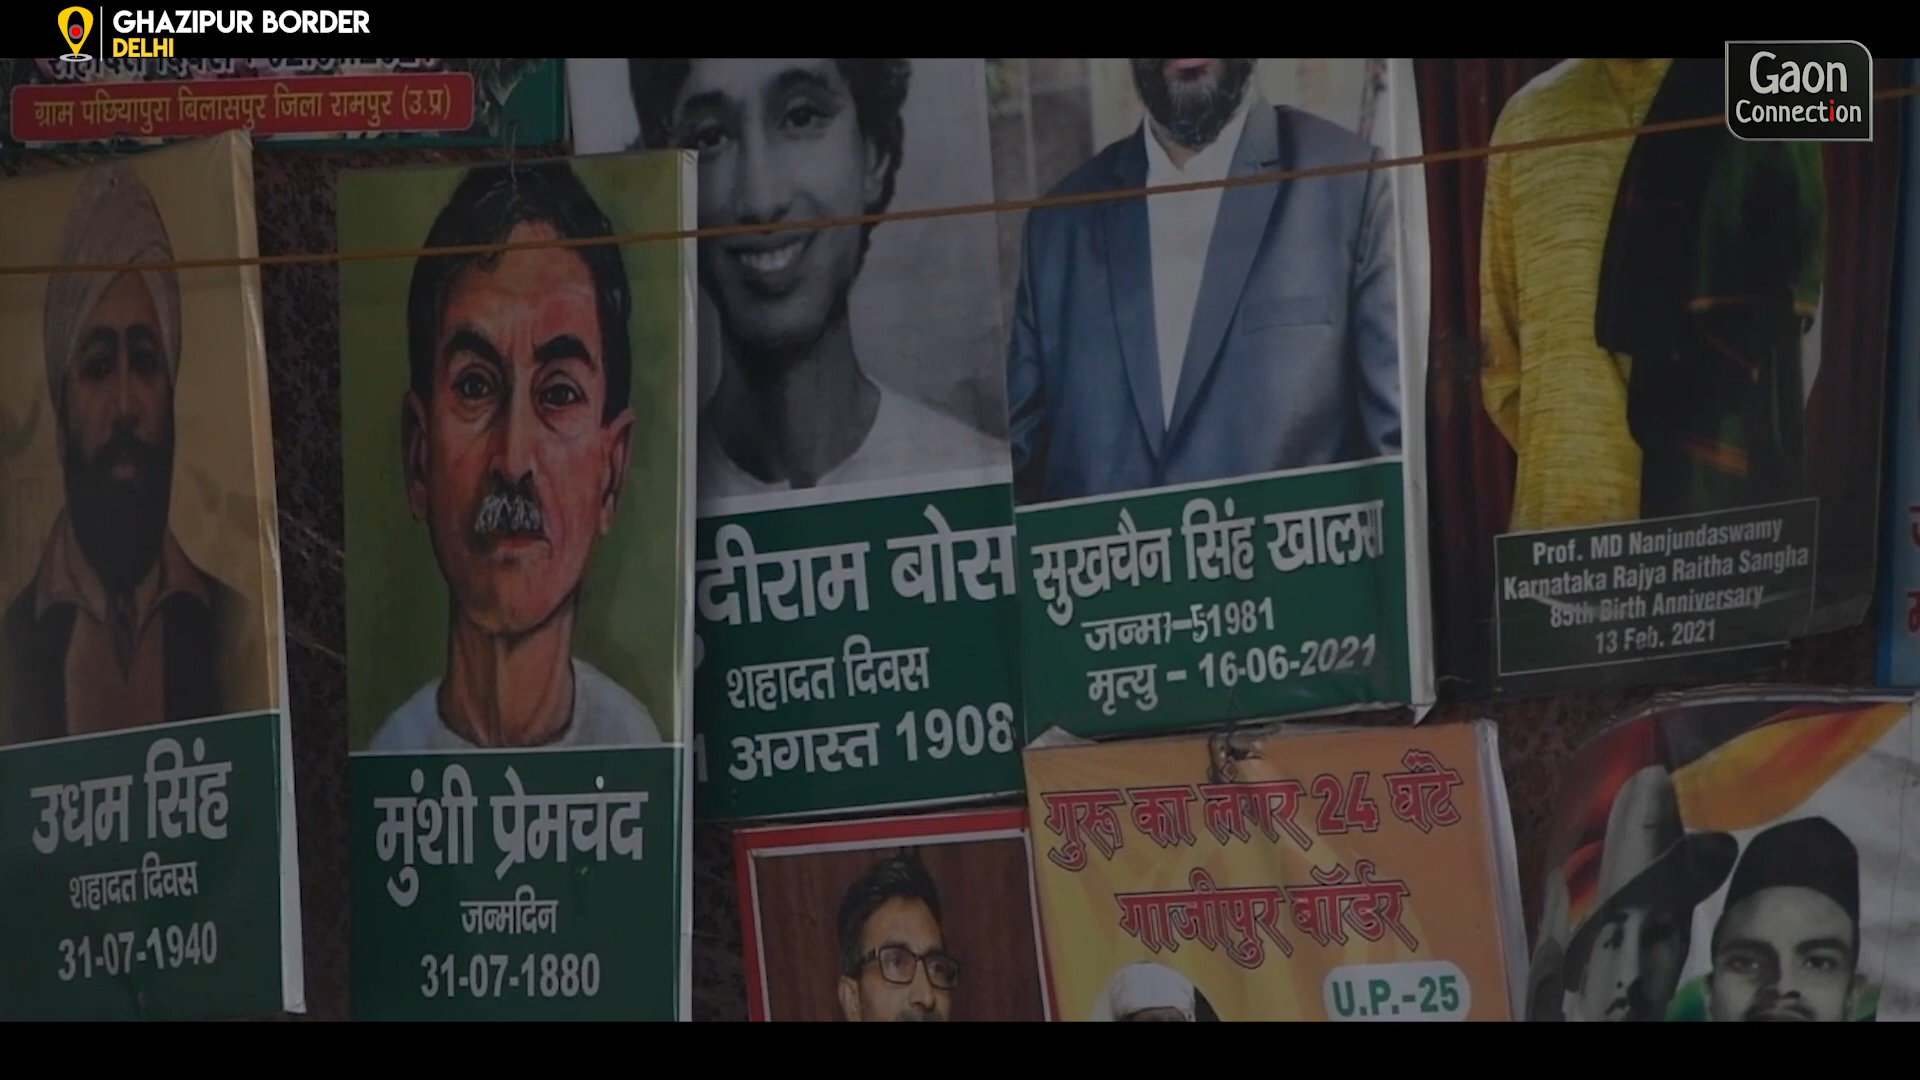 GHAZIPUR BORDER
DELHI
Gaon
Connection
ग्राम पछियापुरा बिलासपुर जिला रामपुर (उ.प्र)
उधम सिंह
शहादत दिवस
31-07-1940
मुंशी प्रेमचंद
जन्मदिन
31-07-1880
दीराम बोस
शहादत दिवस
अगस्त 1908
सुखचैन सिंह खालसा
1981
मृत्यु - 16-06-2021
Prof. MD Nanjundaswamy
Karnataka Rajya Raitha Sangha
85th Birth Anniversary
13 Feb. 2021
गुरू का लंगर 24 घंटे
गाजीपुर बॉर्डर
U.P.-25